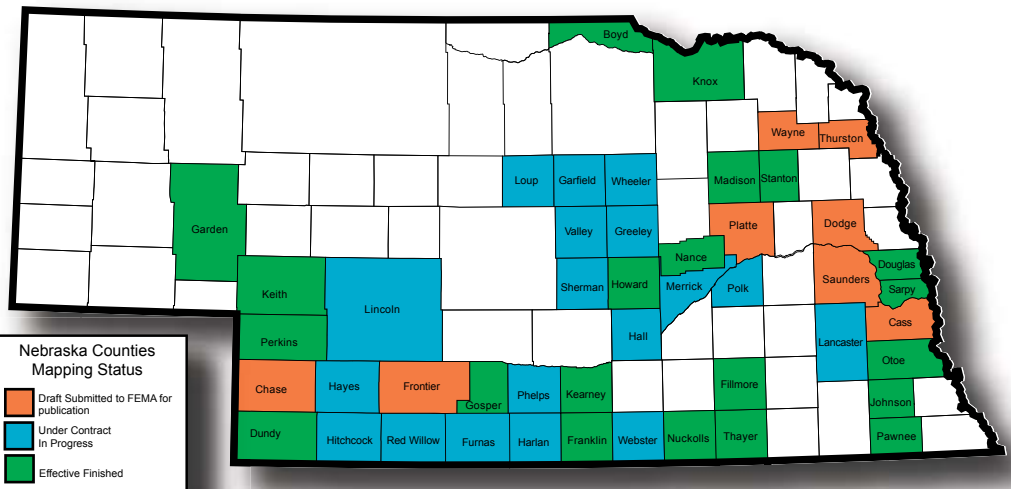 Boyd
Knox
Wayne
Thurston
Loup
Garfield
Wheeler
Madison
Stanton
Garden
Valley
Greeley
Platte
Dodge
Nance
Douglas
Keith
Lincoln
Sherman
Howard
Merrick
Polk
Saunders
Sarpy
Cass
Perkins
Hall
Lancaster
Otoe
Chase
Hayes
Frontier
Gosper
Phelps
Kearney
Fillmore
Johnson
Dundy
Hitchcock
Red Willow
Furnas
Harlan
Franklin
Webster
Nuckolls
Thayer
Pawnee
Nebraska Counties
Mapping Status
Draft Submitted to FEMA for
publication
Under Contract
In Progress
Effective Finished